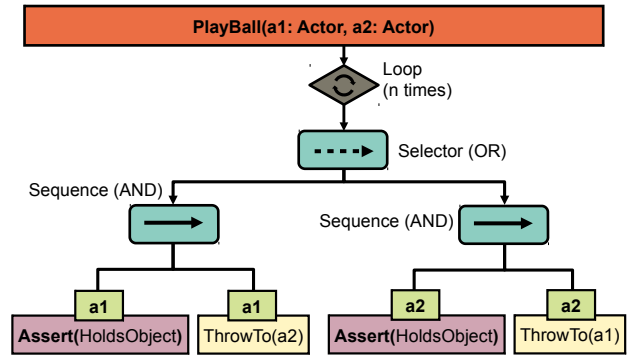 PlayBall(a1: Actor, a2: Actor)
Loop
(n times)
Selector (OR)
Sequence (AND)
Sequence (AND)
a1
a1
a2
a2
Assert(HoldsObject)
ThrowTo(a2)
Assert(HoldsObject)
ThrowTo(a1)